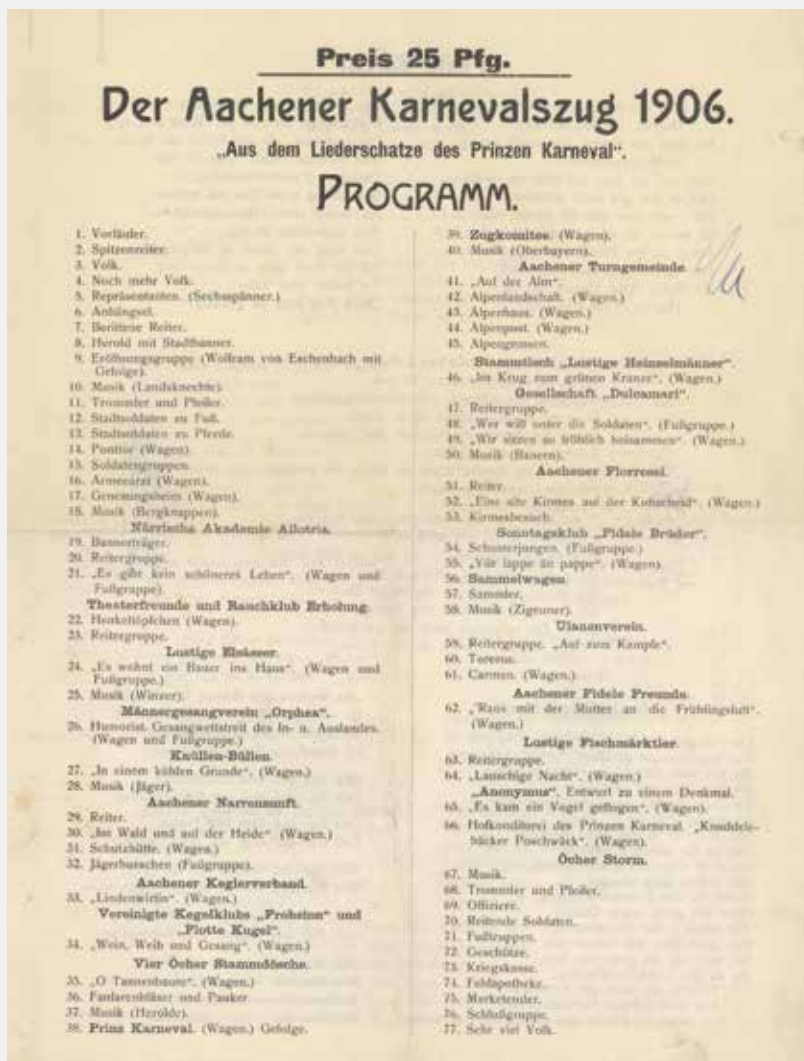 Preis 25 Pfg.
Der Aachener Karnevalszug 1906.
„Aus dem Liederschatze des Prinzen Karneval".
PROGRAMM.
1. Vorläufer.
2. Spitzenreiter.
3. Volk.
4. Noch mehr Volk.
5. Repräsentanten. (Sechsspänner.)
6. Anhängsel.
7. Berittene Reiter.
8. Herold mit Stadtbanner.
9. Eröffnungsgruppe (Wolfram von Eschenbach mit
Gefolge).
10. Musik (Landsknechte).
11. Trommler und Pfeifer.
12. Stadtsoldaten zu Fuß.
13. Stadtsoldaten zu Pferde.
14. Ponttor (Wagen).
15. Soldatengruppen.
16. Armeearzt (Wagen).
17. Genesungsheim (Wagen).
18. Musik (Bergknappen).
Närrische Akademie Allotria.
19. Bannerträger.
20. Reitergruppe.
21. „Es gibt kein schöneres Leben". (Wagen und
Fußgruppe).
Theaterfreunde und Rauchklub Erholung.
22. Henkeltöpfchen (Wagen).
23. Reitergruppe.
Lustige Elsässer.
24. „Es wohnt ein Bauer ins Haus". (Wagen und
Fußgruppe.)
25. Musik (Winzer).
Männergesangverein „Orphea".
26. Humorist. Gesangwettstreit des In- u. Auslandes.
(Wagen und Fußgruppe.)
Knüllen-Büllen.
27. „In einem kühlen Grunde". (Wagen.)
28. Musik (Jäger).
Aachener Narrenzunft.
29. Reiter.
30. „Im Wald und auf der Heide" (Wagen.)
31. Schutzhütte. (Wagen.)
32. Jägerburschen (Fußgruppe).
Aachener Keglerverband.
33. „Lindenwirtin". (Wagen.)
Vereinigte Kegelklubs „Frohsinn" und
„Flotte Kugel".
34. „Wein, Weib und Gesang". (Wagen.)
Vier Öcher Stammdösche.
35. „O Tannenbaum". (Wagen.)
36. Fanfarenbläser und Pauker.
37. Musik (Herolde).
38. Prinz Karneval. (Wagen.) Gefolge.
39. Zugkomitee. (Wagen).
40. Musik (Oberbayern).
Aachener Turngemeinde.
41. „Auf der Alm".
42. Alpenlandschaft. (Wagen.)
43. Alpenhaus. (Wagen.)
44. Alpenpost. (Wagen.)
45. Alpengemsen.
Stammtisch „Lustige Heinzelmänner".
46. „Im Krug zum grünen Kranze". (Wagen.)
Gesellschaft „Dulcamari".
47. Reitergruppe.
48. „Wer will unter die Soldaten". (Fußgruppe.)
49. „Wir sitzen so fröhlich beisammen" (Wagen.)
50. Musik (Bauern).
Aachener Florresei.
51. Reiter.
52. „Eine alte Kirmes auf der". (Wagen.)
53. Kirmesbesuch.
Sonntagsklub „Fidele Brüder".
54. Schusterjungen. (Fußgruppe.)
55. „Vür lappe än pappe". (Wagen).
56. Sammelwagen
57. Sammler.
58. Musik (Zigeuner).
Ulanenverein.
59. Reitergruppe. „Auf zum Kampfe".
60. Toreros.
61. Carmen. (Wagen.)
Aachener Fidele Freunde.
62. „Raus mit der Mutter an die Frühlingsluft".
(Wagen.)
Lustige Fischmärktler.
63. Reitergruppe.
64. „Lauschige Nacht". (Wagen.)
„Anonymus". Entwurf zu einem Denkmal.
65. „Es kam ein Vogel geflogen". (Wagen).
66. Hofkonditorei des Prinzen Karneval. „Knaddele-
bäcker Poschwäck". (Wagen).
Öcher Storm.
67. Musik.
68. Trommler und Pfeifer.
69. Offiziere.
70. Reitende Soldaten.
71. Fußtruppen.
72. Geschütze.
73. Kriegskasse.
74. Feldapotheke.
75. Marketender.
76. Schlußgruppe.
77. Sehr viel Volk.